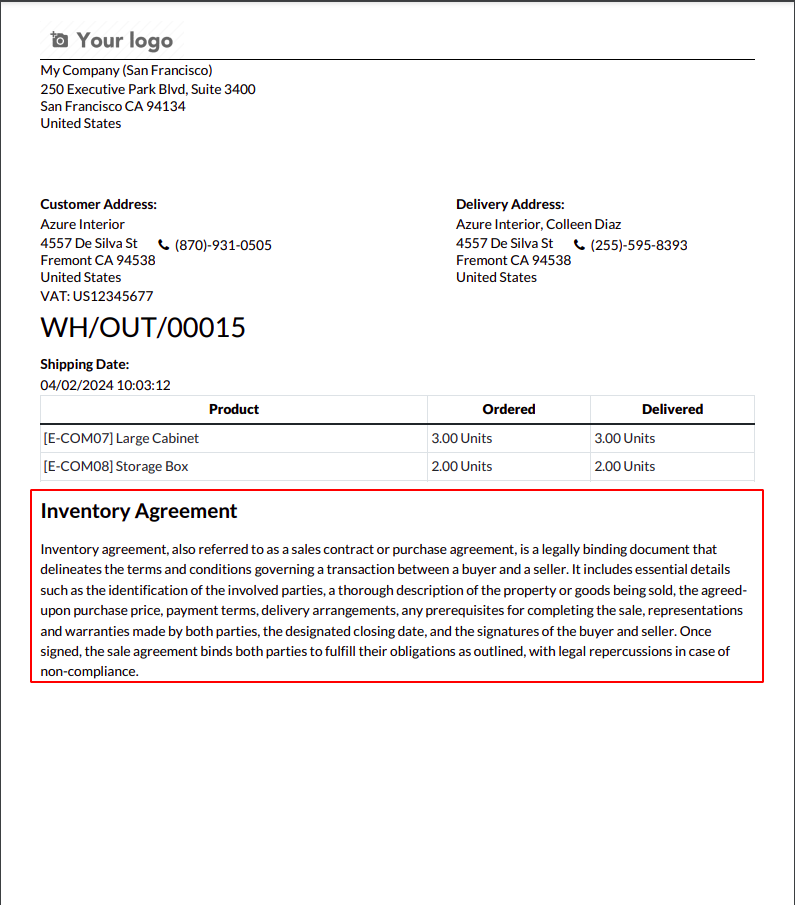 Your logo
My Company (San Francisco)
250 Executive Park Blvd, Suite 3400
San Francisco CA 94134
United States
Customer Address:
Azure Interior
4557 De Silva St (870)-931-0505
Fremont CA 94538
United States
VAT: US12345677
Delivery Address:
Azure Interior, Colleen Diaz
4557 De Silva St (255)-595-8393
Fremont CA 94538
United States
WH/OUT/00015
Shipping Date:
04/02/2024 10:03:12
Product Ordered Delivered
[E-COM07] Large Cabinet 3.00 Units 3.00 Units
[E-COM08] Storage Box 2.00 Units 2.00 Units
Inventory Agreement
Inventory agreement, also referred to as a sales contract or purchase agreement, is a legally binding document that
delineates the terms and conditions governing a transaction between a buyer and a seller. It includes essential details
such as the identification of the involved parties, a thorough description of the property or goods being sold, the agreed-
upon purchase price, payment terms, delivery arrangements, any prerequisites for completing the sale, representations
and warranties made by both parties, the designated closing date, and the signatures of the buyer and seller. Once
signed, the sale agreement binds both parties to fulfill their obligations as outlined, with legal repercussions in case of
non-compliance.